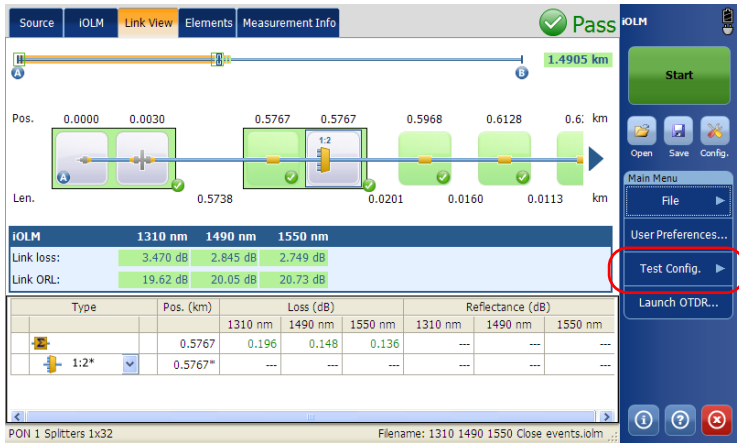 Source iOLM Link View Elements Measurement Info Pass iOLM
1.4905 km
A B
Start
Pos. 0.0000 0.0030 0.5767 0.5767 0.5968 0.6128 0.6: km
1:2
A
Open Save Config.
Main Menu
Len. 0.5738 0.0201 0.0160 0.0113 km
File
iOLM 1310 nm 1490 nm 1550 nm
User Preferences...
Link loss: 3.470 dB 2.845 dB 2.749 dB
Test Config.
Link ORL: 19.62 dB 20.05 dB 20.73 dB
Launch OTDR...
Type Pos. (km) Loss (dB) Reflectance (dB)
1310 nm 1490 nm 1550 nm 1310 nm 1490 nm 1550 nm
Σ 0.5767 0.196 0.148 0.136 --- --- ---
1:2* 0.5767* --- --- --- --- --- ---
PON 1 Splitters 1x32 Filename: 1310 1490 1550 Close events.iolm